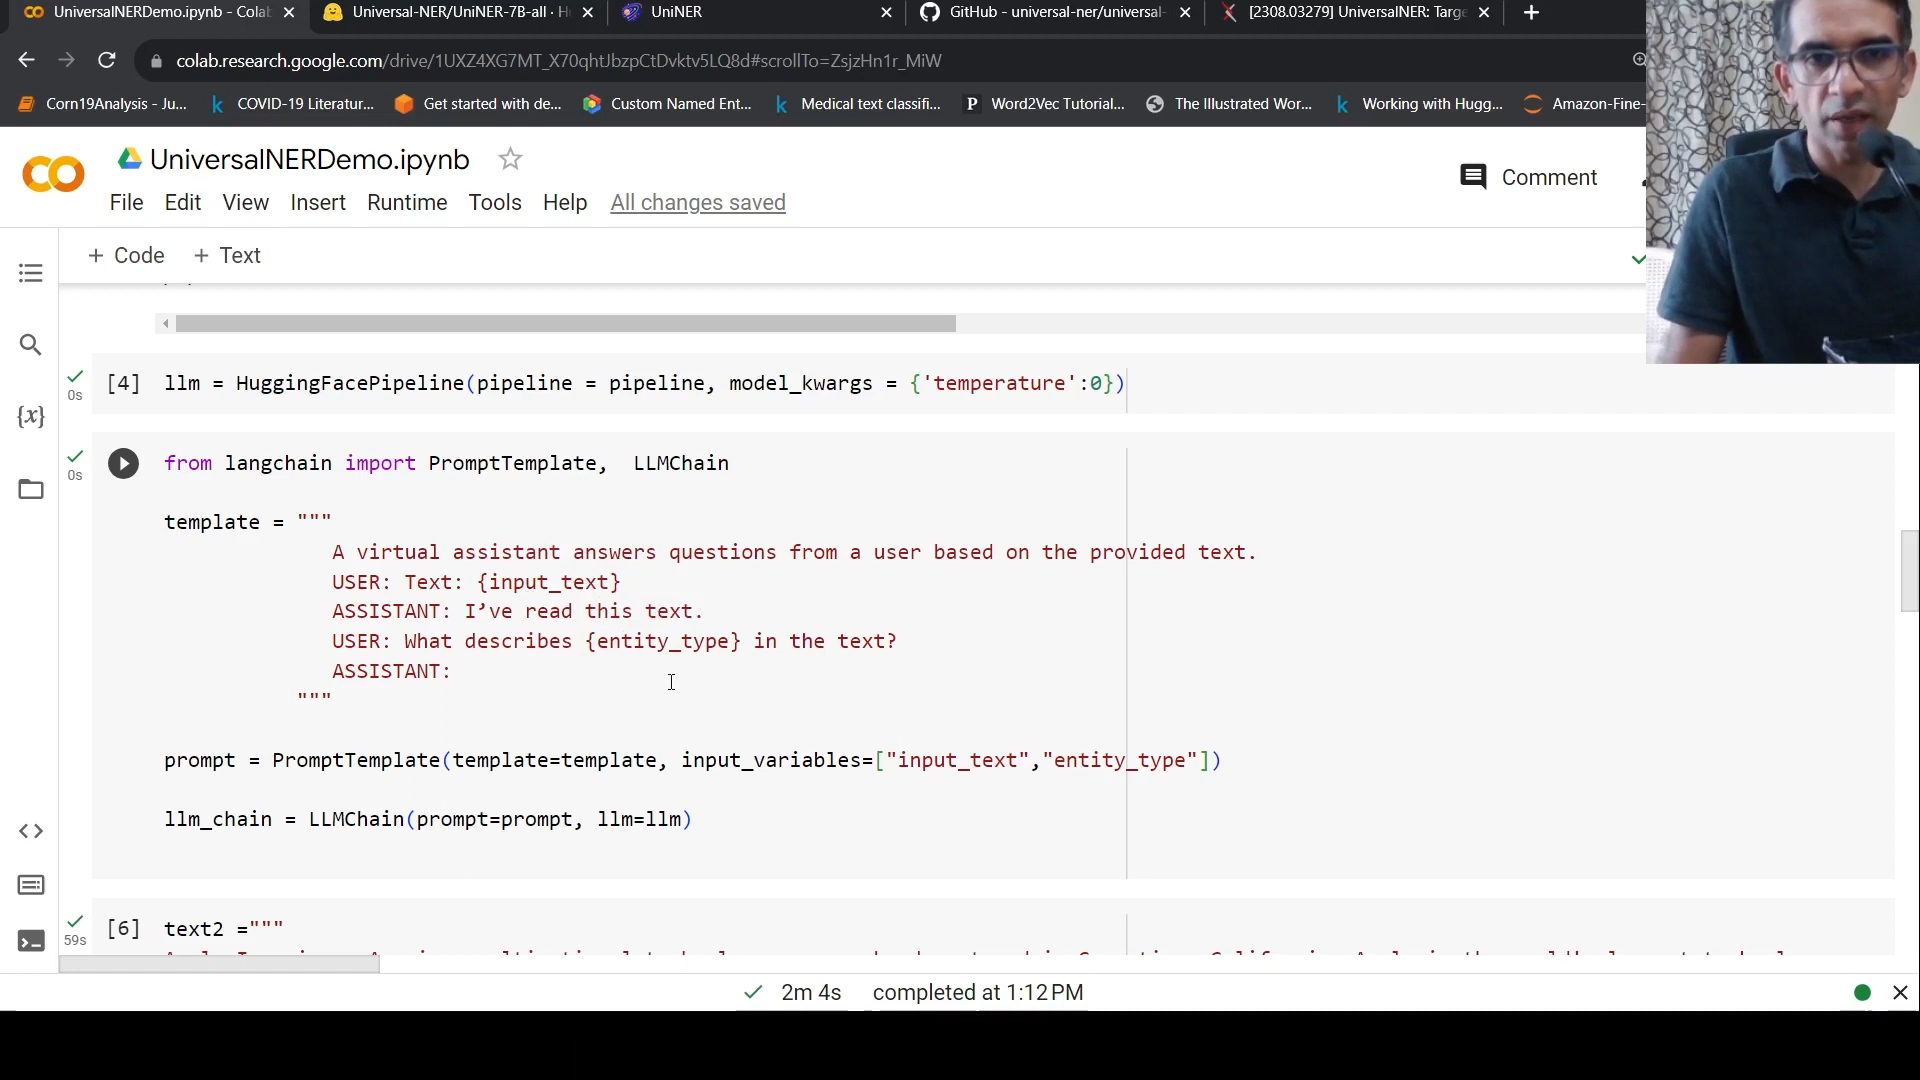 UniversalNERDemo.ipynb - Colab
Universal-NER/UniNER-7B-all · H
UniNER
GitHub - universal-ner/universal-
[2308.03279] UniversalNER: Targe
colab.research.google.com/drive/1UXZ4XG7MT_X70qhtJbzpCtDvktv5LQ8d#scrollTo=ZsjzHn1r_MiW
Corn19Analysis - Ju...
COVID-19 Literatur...
Get started with de...
Custom Named Ent...
Medical text classifi...
Word2Vec Tutorial...
The Illustrated Wor...
Working with Hugg...
Amazon-Fine-
UniversalNERDemo.ipynb
Comment
File Edit View Insert Runtime Tools Help All changes saved
+ Code + Text
0s
[4] llm = HuggingFacePipeline(pipeline = pipeline, model_kwargs = {'temperature':0})
{x}
from langchain import PromptTemplate, LLMChain
0s
template = """
A virtual assistant answers questions from a user based on the provided text.
USER: Text: {input_text}
ASSISTANT: I’ve read this text.
USER: What describes {entity_type} in the text?
ASSISTANT:
"""
prompt = PromptTemplate(template=template, input_variables=["input_text","entity_type"])
llm_chain = LLMChain(prompt=prompt, llm=llm)
[6] text2 ="""
59s
2m 4s completed at 1:12 PM